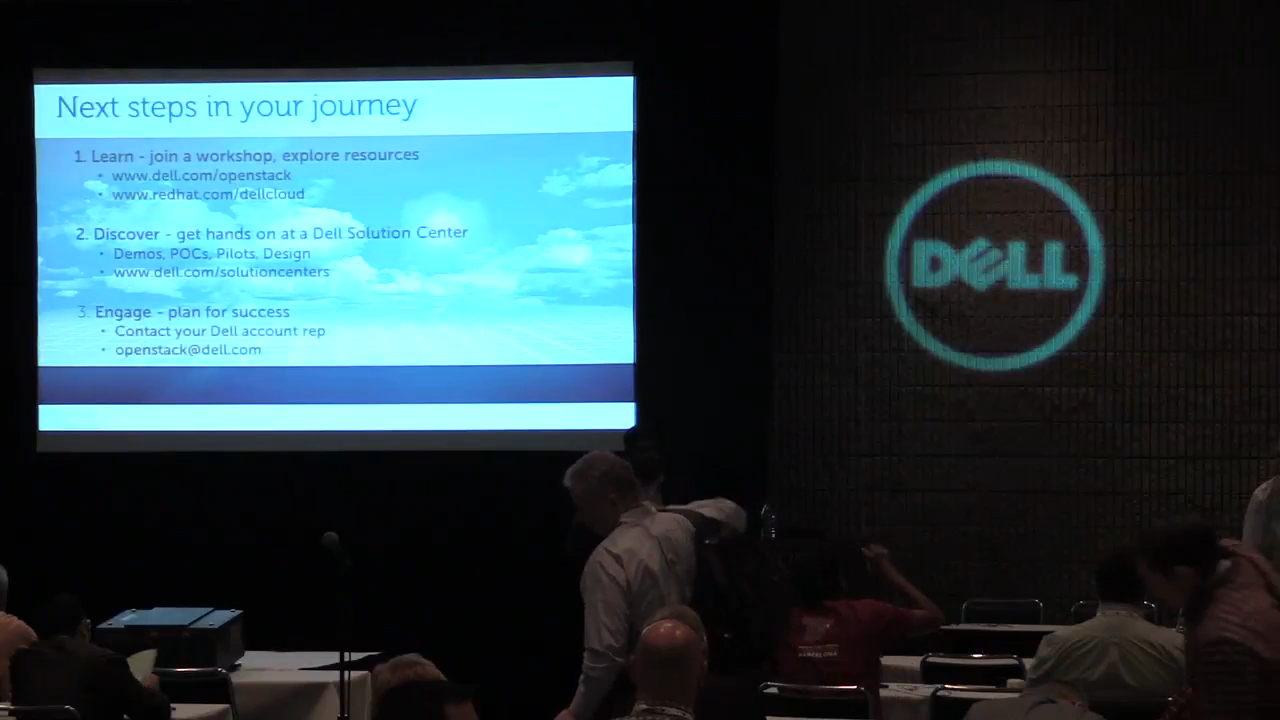 Next steps in your journey
1. Learn - join a workshop, explore resources
• www.dell.com/openstack
• www.redhat.com/dellcloud
2. Discover - get hands on at a Dell Solution Center
• Demos, POCs, Pilots, Design
• www.dell.com/solutioncenters
3. Engage - plan for success
• Contact your Dell account rep
• openstack@dell.com
DELL
BARCELONA